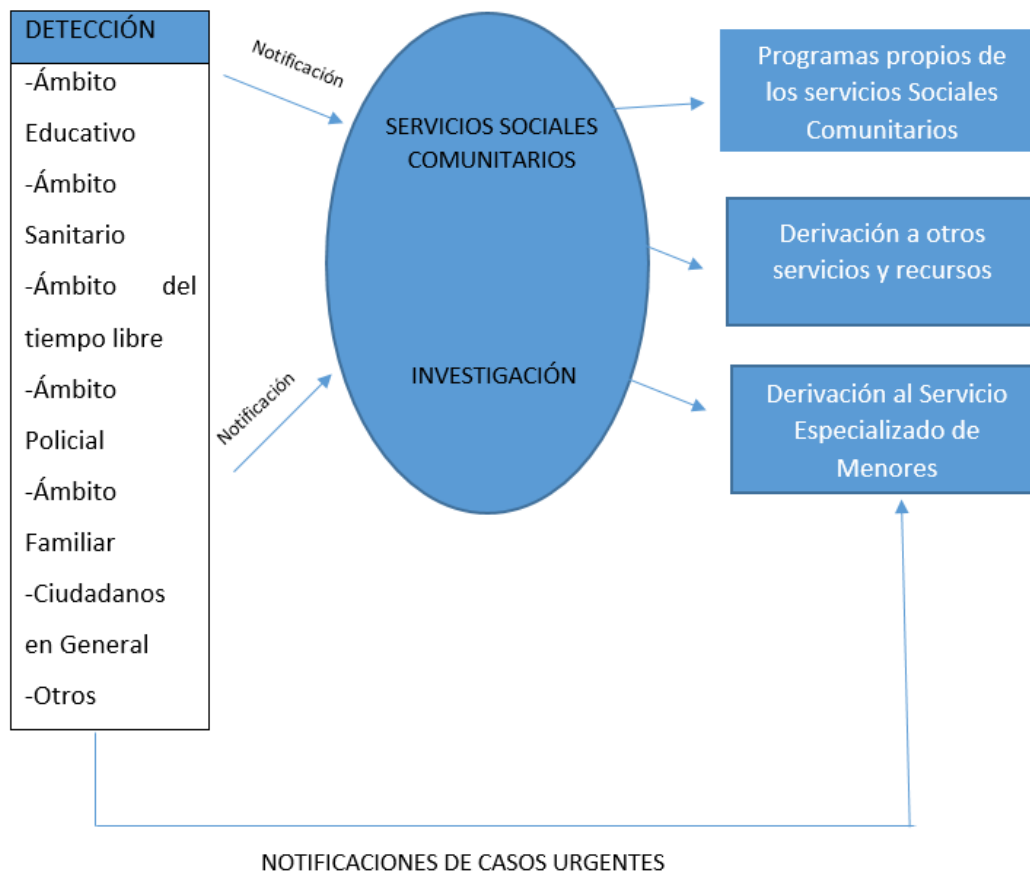 DETECCIÓN
-Ámbito
Educativo
-Ámbito
Sanitario
-Ámbito del
tiempo libre
-Ámbito
Policial
-Ámbito
Familiar
-Ciudadanos
en General
-Otros
Notificación
Notificación
SERVICIOS SOCIALES
COMUNITARIOS
INVESTIGACIÓN
Programas propios de
los servicios Sociales
Comunitarios
Derivación a otros
servicios y recursos
Derivación al Servicio
Especializado de
Menores
NOTIFICACIONES DE CASOS URGENTES